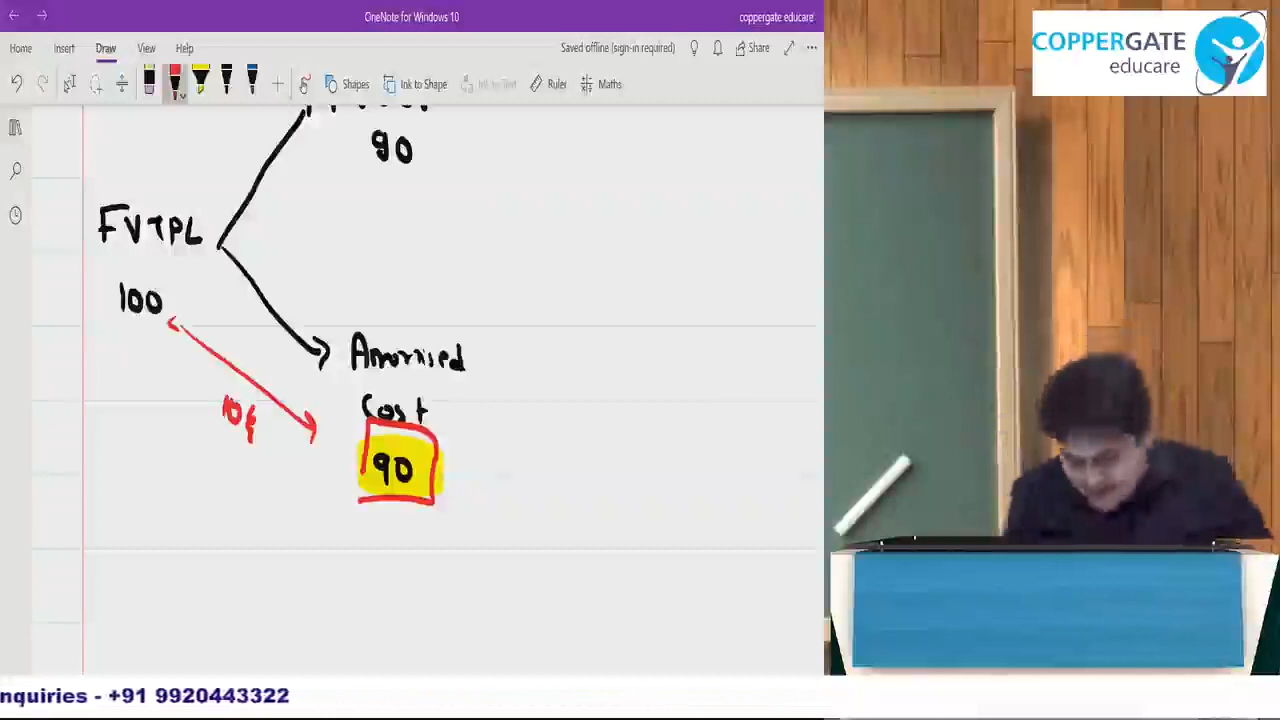 OneNote for Windows 10
coppergate educare
Home Insert Draw View Help
Saved offline (sign-in required)
Share
Shapes
Ink to Shape
Ink to Text
Ruler
Maths
COPPERGATE
educare
90
FVTPL
100
Cost
90
nquiries - +91 9920443322